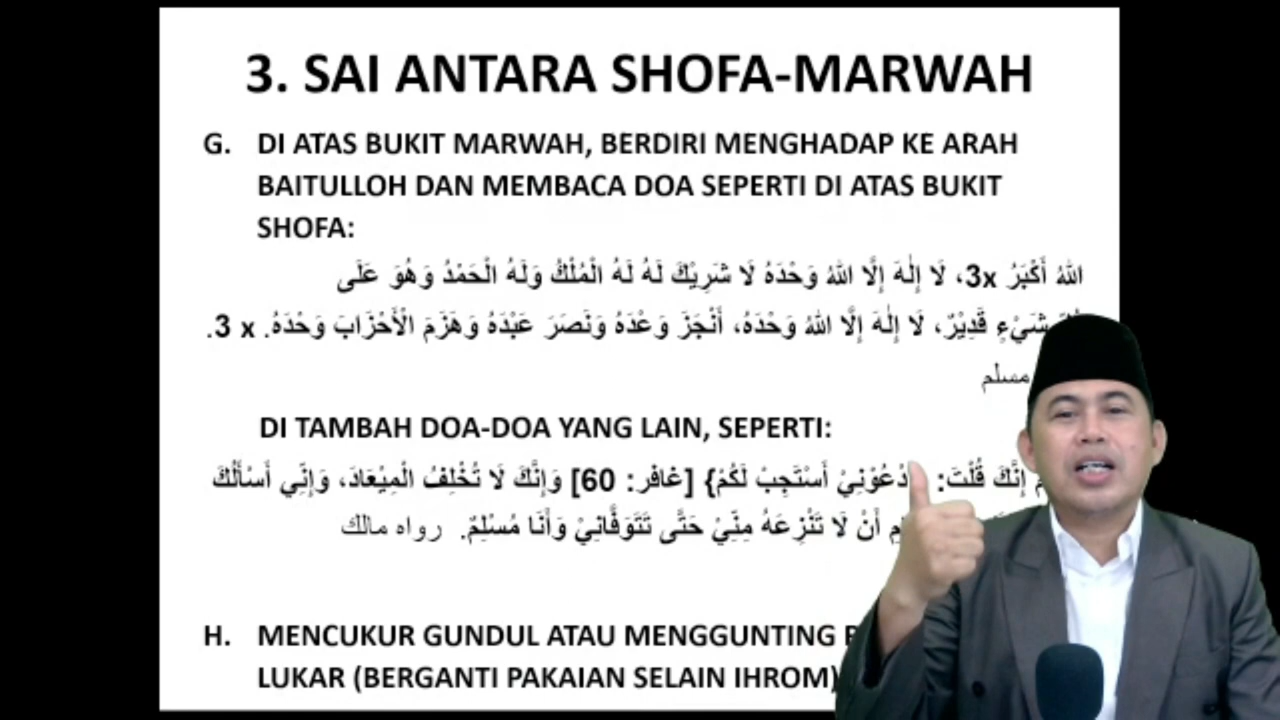 3. SAI ANTARA SHOFA-MARWAH
G. DI ATAS BUKIT MARWAH, BERDIRI MENGHADAP KE ARAH
BAITULLOH DAN MEMBACA DOA SEPERTI DI ATAS BUKIT
SHOFA:
اللهُ أَكْبَرُ 3x، لَا إِلٰهَ إِلَّا اللهُ وَحْدَهُ لَا شَرِيْكَ لَهُ لَهُ الْمُلْكُ وَلَهُ الْحَمْدُ وَهُوَ عَلَى
شَيْءٍ قَدِيْرٌ، لَا إِلٰهَ إِلَّا اللهُ وَحْدَهُ، أَنْجَزَ وَعْدَهُ وَنَصَرَ عَبْدَهُ وَهَزَمَ الْأَحْزَابَ وَحْدَهُ. 3 x.
مسلم
DI TAMBAH DOA-DOA YANG LAIN, SEPERTI:
إِنَّكَ قُلْتَ: دْعُوْنِيْ أَسْتَجِبْ لَكُمْ} [غافر: 60] وَإِنَّكَ لَا تُخْلِفُ الْمِيْعَادَ، وَإِنِّي أَسْأَلُكَ
أَنْ لَا تَنْزِعَهُ مِنِّيْ حَتَّى تَتَوَفَّانِيْ وَأَنَا مُسْلِمٌ. رواه مالك
H. MENCUKUR GUNDUL ATAU MENGGUNTING
LUKAR (BERGANTI PAKAIAN SELAIN IHROM)